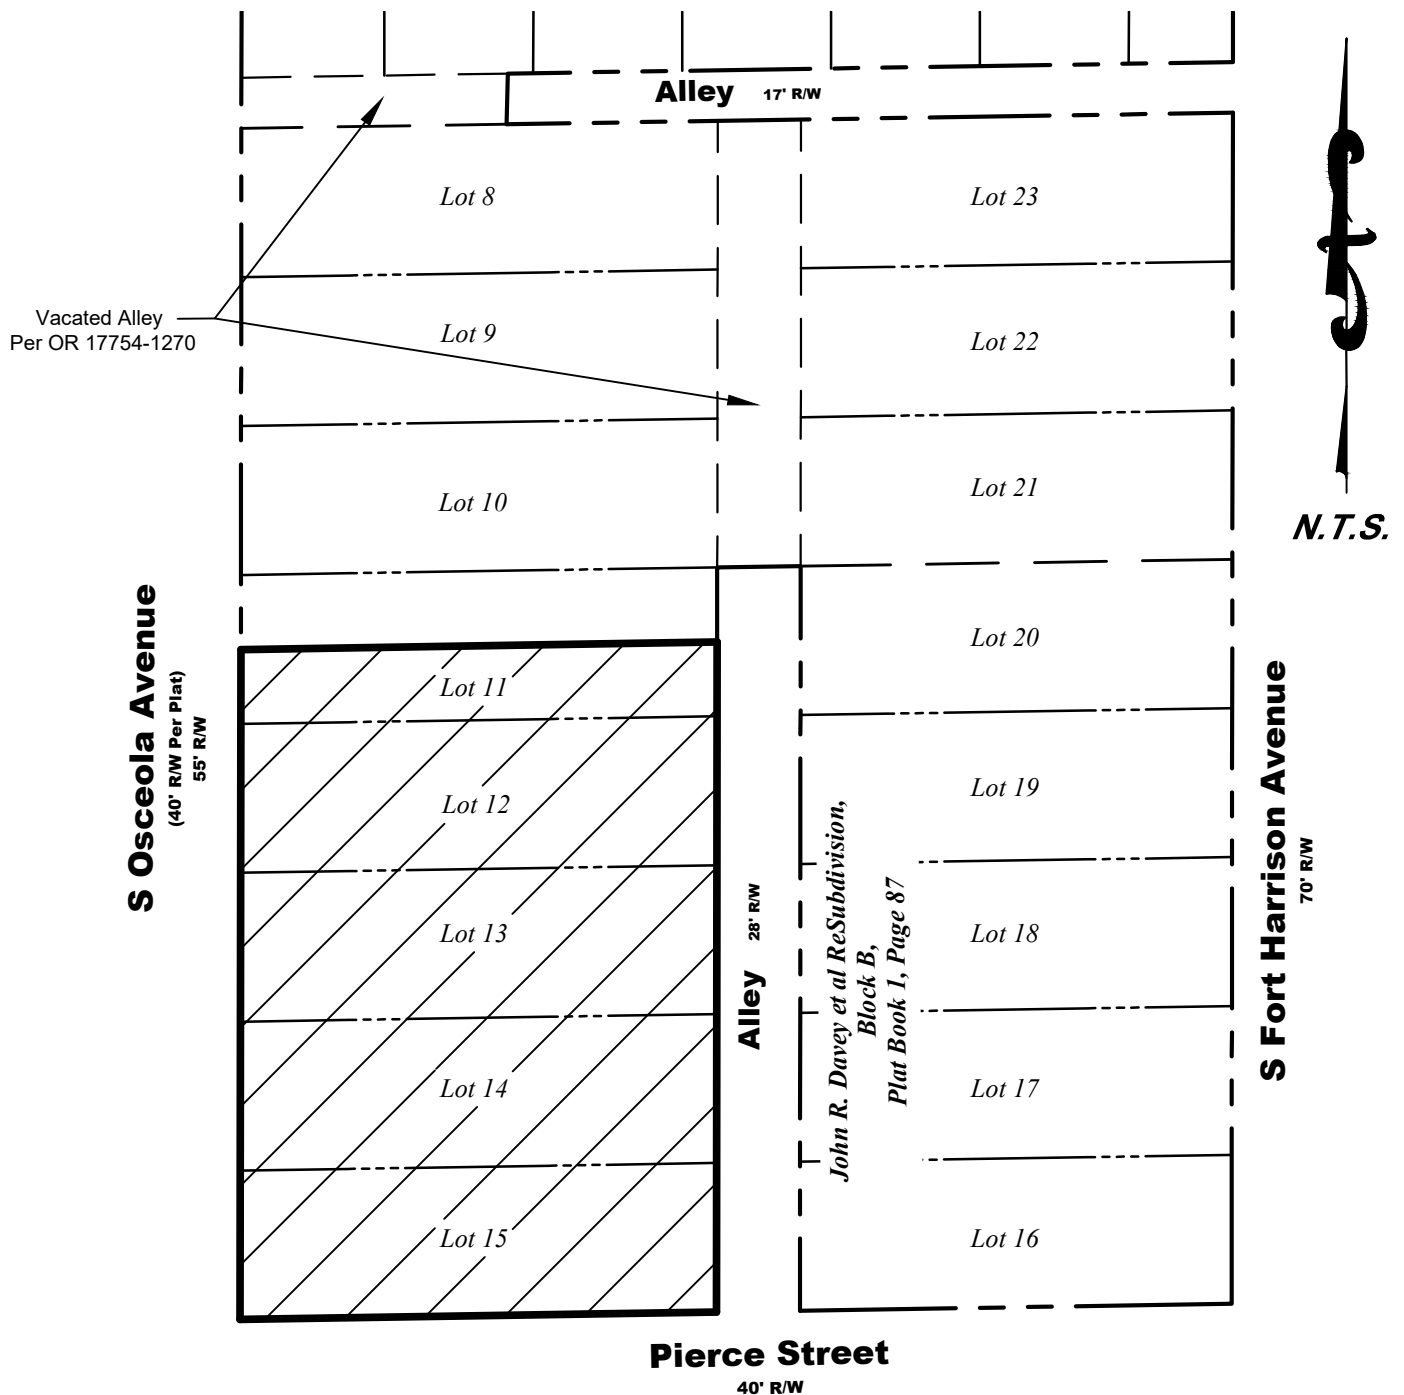 Alley 17' R/W
Lot 8
Lot 23
Vacated Alley
Per OR 17754-1270
Lot 9
Lot 22
Lot 10
Lot 21
N.T.S.
S Osceola Avenue
(40' R/W Per Plat)
55' R/W
Lot 20
Lot 11
Lot 12
Lot 19
Lot 13
Alley 28' R/W
John R. Davey et al ReSubdivision,
Block B,
Plat Book 1, Page 87
Lot 18
S Fort Harrison Avenue
70' R/W
Lot 14
Lot 17
Lot 15
Lot 16
Pierce Street
40' R/W